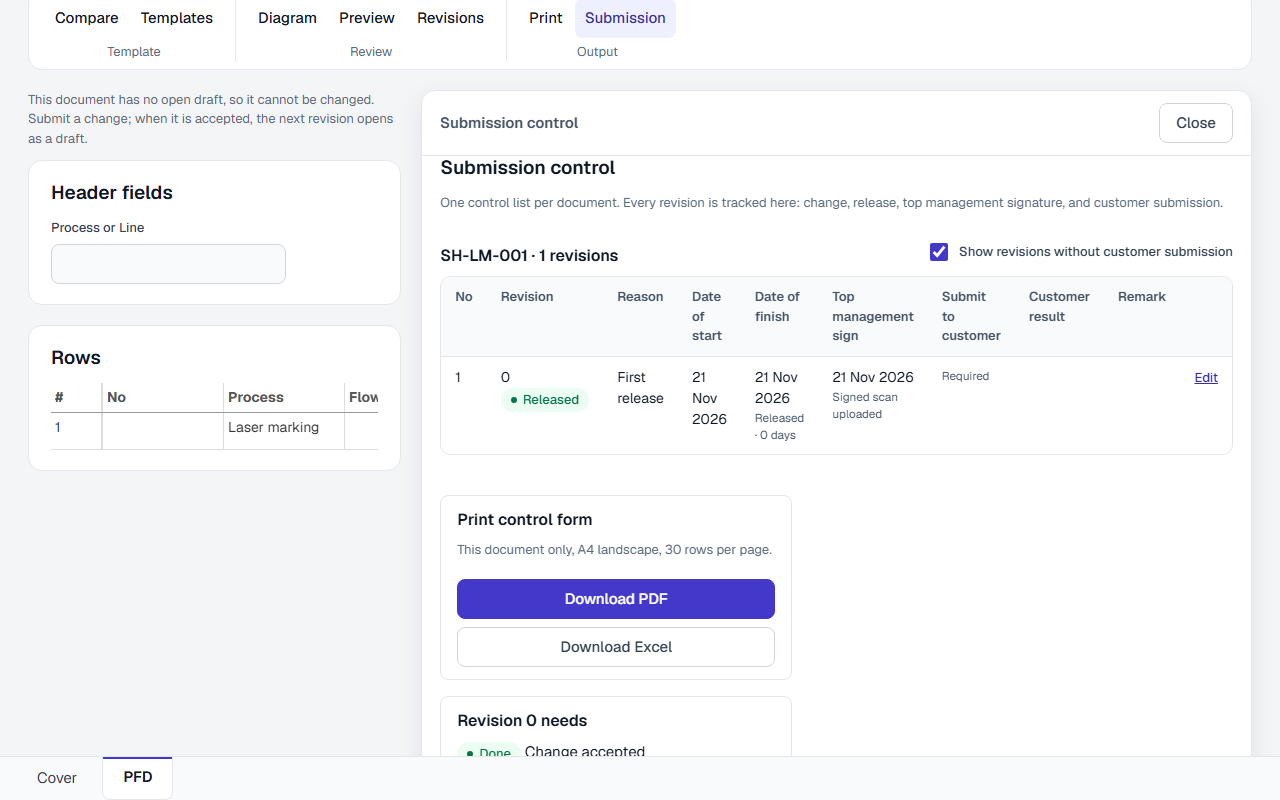 Compare Templates
Template
Diagram Preview Revisions
Review
Print Submission
Output
This document has no open draft, so it cannot be changed.
Submit a change; when it is accepted, the next revision opens
as a draft.
Header fields
Process or Line
Rows
# No Process Flow
1 Laser marking
Submission control
Close
Submission control
One control list per document. Every revision is tracked here: change, release, top management signature, and customer submission.
SH-LM-001 · 1 revisions
Show revisions without customer submission
No Revision Reason Date of start Date of finish Top management sign Submit to customer Customer result Remark
1 0 Released First release 21 Nov 2026 21 Nov 2026 Released · 0 days 21 Nov 2026 Signed scan uploaded Required Edit
Print control form
This document only, A4 landscape, 30 rows per page.
Download PDF
Download Excel
Revision 0 needs
Done Change accepted
Cover PFD